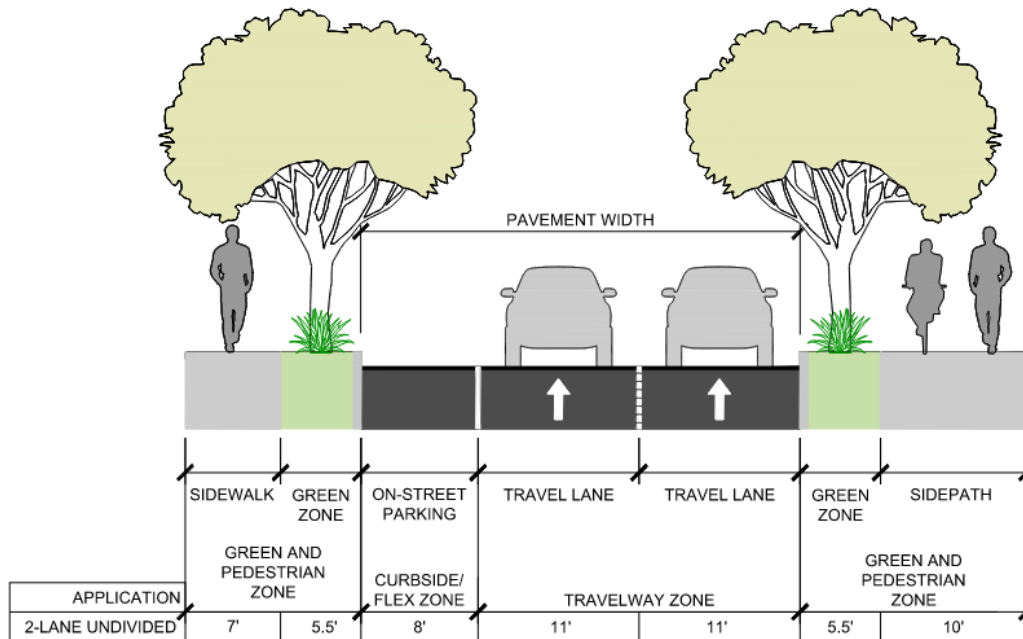 PAVEMENT WIDTH
SIDEWALK
GREEN
ZONE
ON-STREET
PARKING
TRAVEL LANE
TRAVEL LANE
GREEN
ZONE
SIDEPATH
GREEN AND
PEDESTRIAN
ZONE
CURBSIDE/
FLEX ZONE
TRAVELWAY ZONE
GREEN AND
PEDESTRIAN
ZONE
APPLICATION
2-LANE UNDIVIDED 7' 5.5' 8' 11' 11' 5.5' 10'